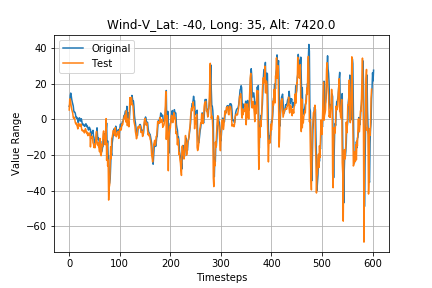 Wind-V_Lat: -40, Long: 35, Alt: 7420.0
Original
Test
Value Range
40
20
0
−20
−40
−60
0 100 200 300 400 500 600
Timesteps